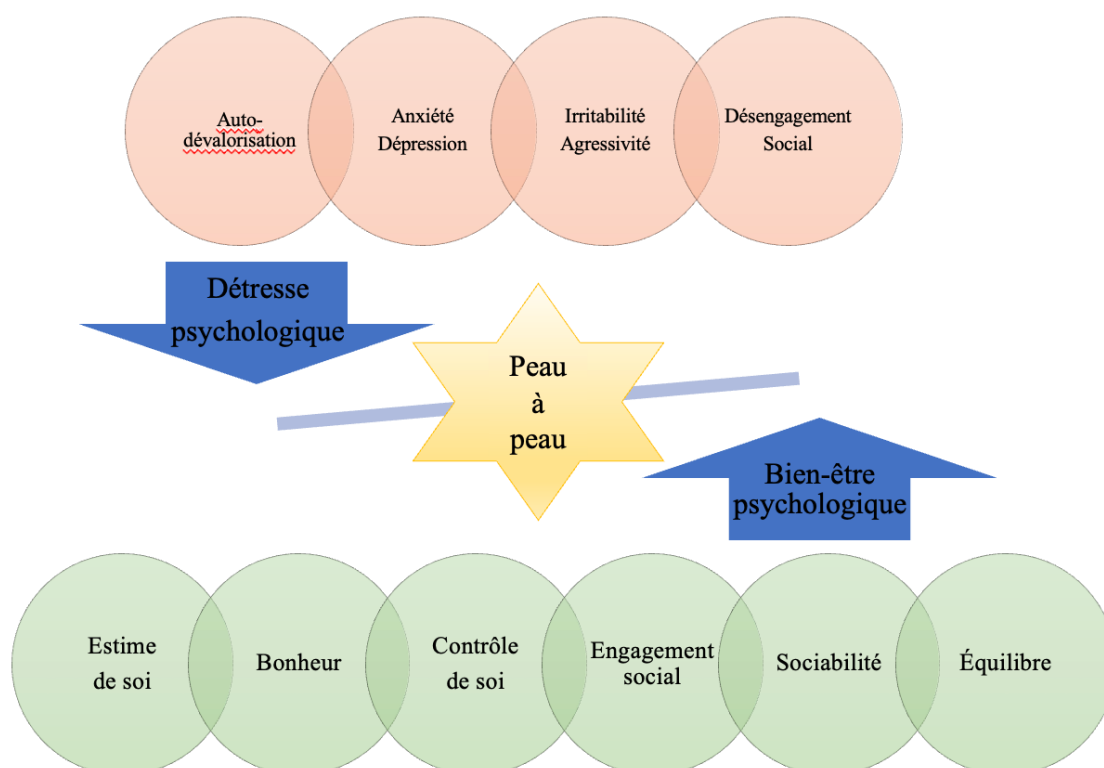 Auto-
dévalorisation
Anxiété
Dépression
Irritabilité
Agressivité
Désengagement
Social
Détresse
psychologique
Peau
à
peau
Bien-être
psychologique
Estime
de soi
Bonheur
Contrôle
de soi
Engagement
social
Sociabilité
Équilibre